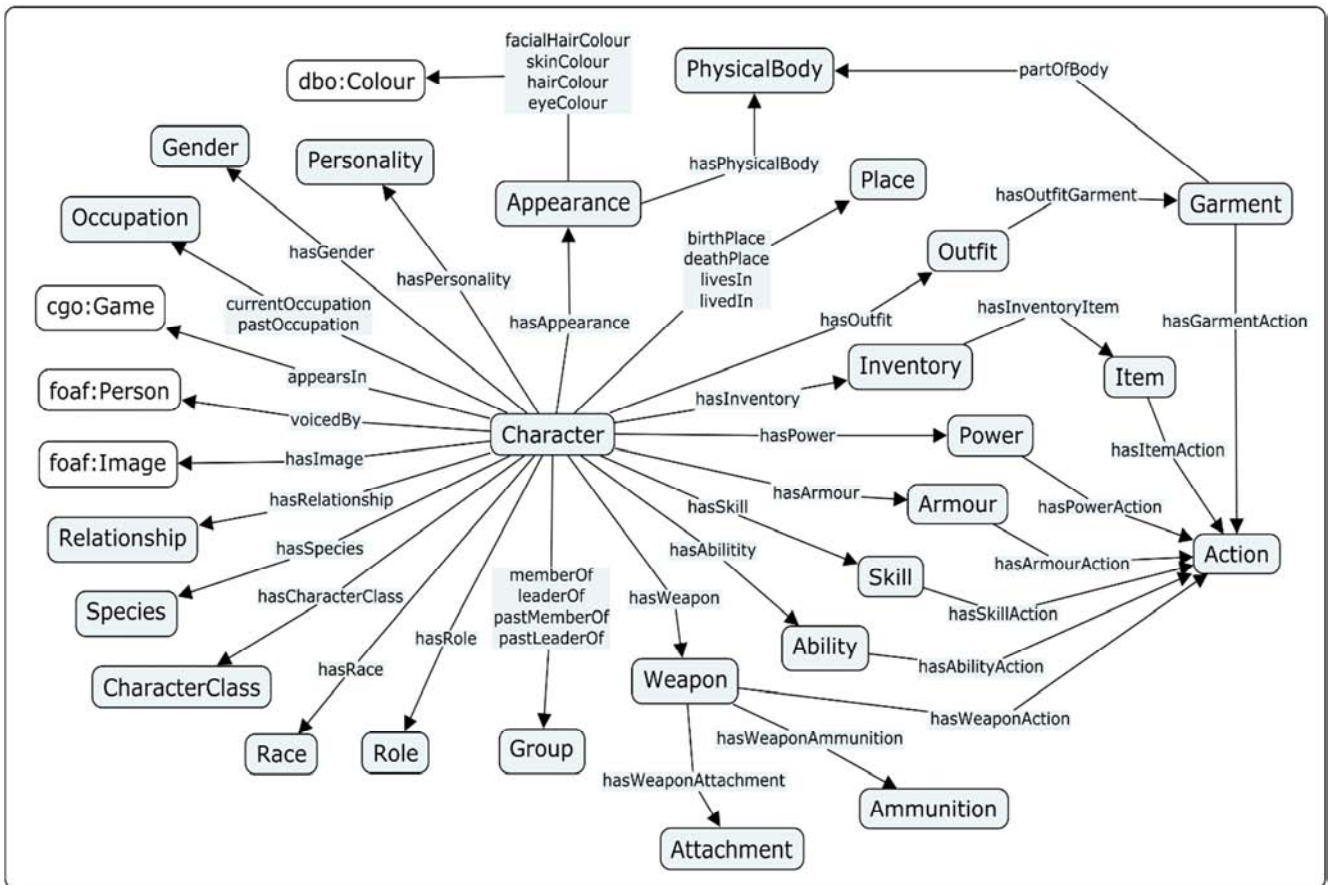 facialHairColour
skinColour
hairColour
eyeColour
dbo:Colour
PhysicalBody
partOfBody
Gender
Personality
hasPhysicalBody
Place
Appearance
hasOutfitGarment
Garment
Occupation
hasGender
hasPersonality
birthPlace
deathPlace
livesIn
livedIn
Outfit
cgo:Game
currentOccupation
pastOccupation
hasAppearance
hasOutfit
hasInventoryItem
hasGarmentAction
appearsIn
Inventory
Item
foaf:Person
voicedBy
hasInventory
Character
hasPower
Power
hasItemAction
foaf:Image
hasImage
hasRelationship
hasSkill
hasArmour
Armour
hasPowerAction
Relationship
hasSpecies
hasAbilitity
Action
hasArmourAction
Skill
hasSkillAction
Species
hasCharacterClass
memberOf
leaderOf
pastMemberOf
pastLeaderOf
hasWeapon
hasRole
hasRace
Ability
hasAbilityAction
CharacterClass
Weapon
hasWeaponAction
Race
Role
Group
hasWeaponAmmunition
hasWeaponAttachment
Ammunition
Attachment